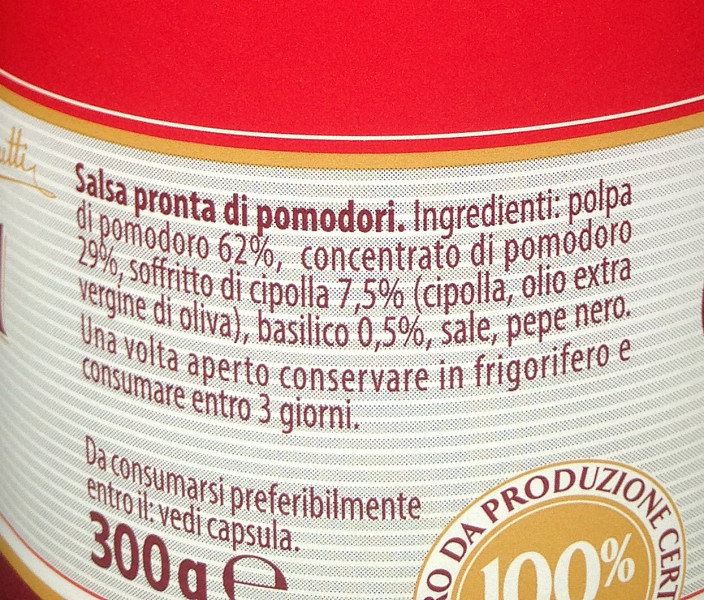 Salsa pronta di pomodori. Ingredienti: polpa
di pomodoro 62%, concentrato di pomodoro
29%, soffritto di cipolla 7,5% (cipolla, olio extra
vergine di oliva), basilico 0,5%, sale, pepe nero.
Una volta aperto conservare in frigorifero e
consumare entro 3 giorni.
Da consumarsi preferibilmente
entro il: vedi capsula.
300g e
DA PRODUZIONE
100%